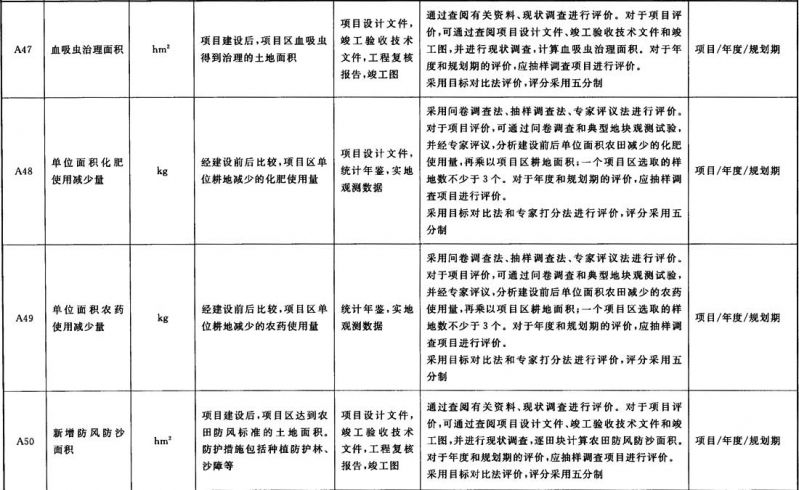 A47
血吸虫治理面积
hm²
项目建设后,项目区血吸虫
得到治理的土地面积
项目设计文件,
竣工验收技术
文件,工程复核
报告,竣工图
通过查阅有关资料、现状调查进行评价。对于项目评
价,可通过查阅项目设计文件、竣工验收技术文件和竣
工图,并进行现状调查,计算血吸虫治理面积。对于年
度和规划期的评价,应抽样调查项目进行评价。
采用目标对比法评价,评分采用五分制
项目/年度/规划期
A48
单位面积化肥
使用减少量
kg
经建设前后比较,项目区单
位耕地减少的化肥使用量
项目设计文件,
统计年鉴,实地
观测数据
采用问卷调查法、抽样调查法、专家评议法进行评价。
对于项目评价,可通过问卷调查和典型地块观测试验,
并经专家评议,分析建设前后单位面积农田减少的化肥
使用量,再乘以项目区耕地面积;一个项目区选取的样
地数不少于3个。对于年度和规划期的评价,应抽样调
查项目进行评价。
采用目标对比法和专家打分法进行评价,评分采用五
分制
项目/年度/规划期
A49
单位面积农药
使用减少量
kg
经建设前后比较,项目区单
位耕地减少的农药使用量
统计年鉴,实地
观测数据
采用问卷调查法、抽样调查法、专家评议法进行评价。
对于项目评价,可通过问卷调查和典型地块观测试验,
并经专家评议,分析建设前后单位面积农田减少的农药
使用量,再乘以项目区耕地面积;一个项目区选取的样
地数不少于3个。对于年度和规划期的评价,应抽样调
查项目进行评价。
采用目标对比法和专家打分法进行评价,评分采用五
分制
项目/年度/规划期
A50
新增防风防沙
面积
hm²
项目建设后,项目区达到农
田防风标准的土地面积。
防护措施包括种植防护林、
沙障等
项目设计文件,
竣工验收技术
文件,工程复核
报告,竣工图
通过查阅有关资料、现状调查进行评价。对于项目评
价,可通过查阅项目设计文件、竣工验收技术文件和竣
工图,并进行现状调查,逐田块计算农田防风防沙面积。
对于年度和规划期的评价,应抽样调查项目进行评价。
采用目标对比法评价,评分采用五分制
项目/年度/规划期